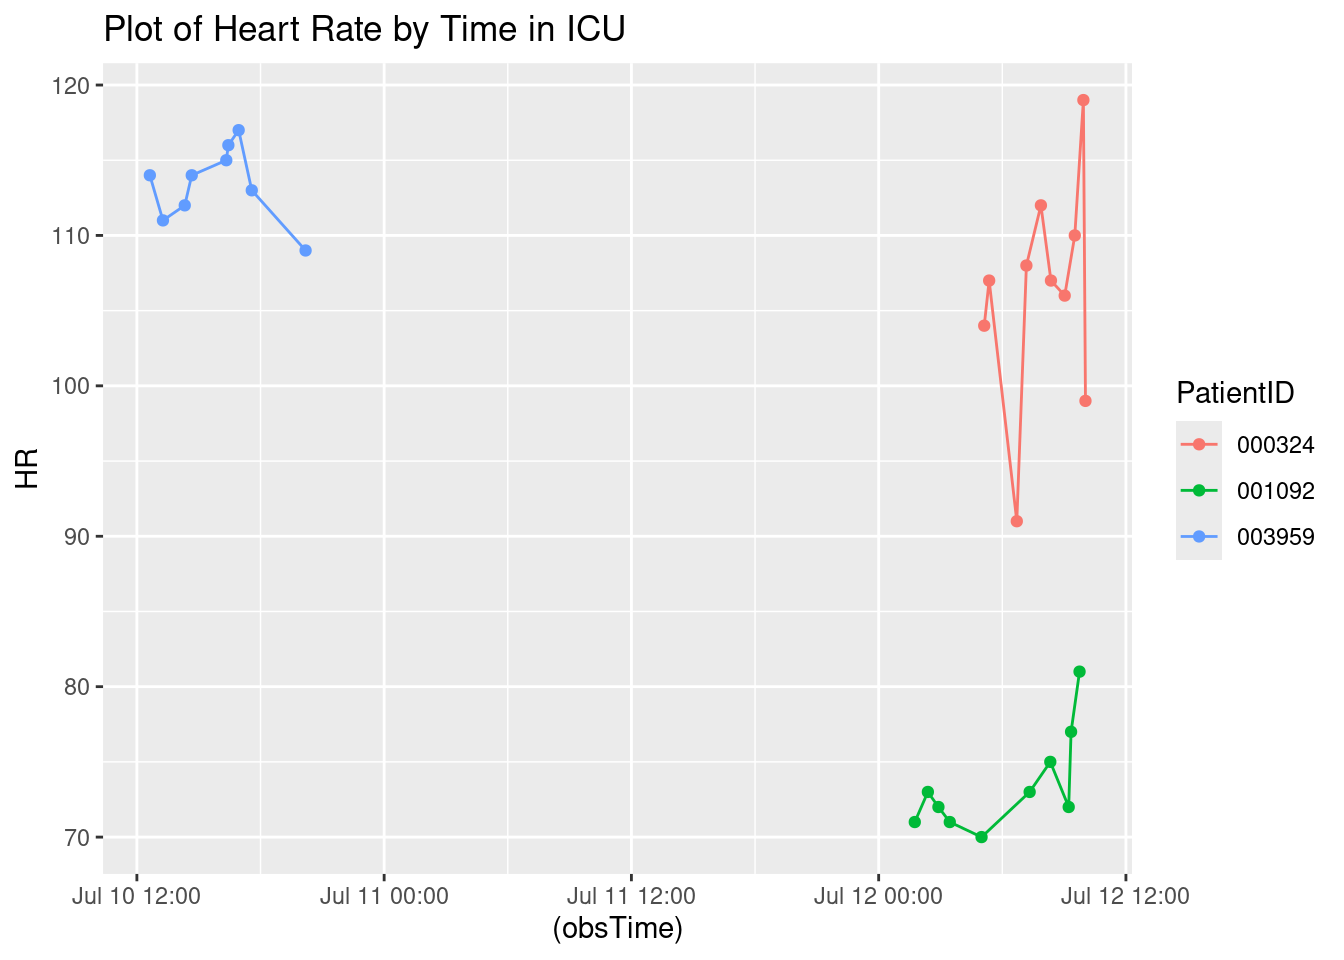 Plot of Heart Rate by Time in ICU
120
110
100
90
80
70
HR
Jul 10 12:00
Jul 11 00:00
Jul 11 12:00
Jul 12 00:00
Jul 12 12:00
(obsTime)
PatientID
000324
001092
003959